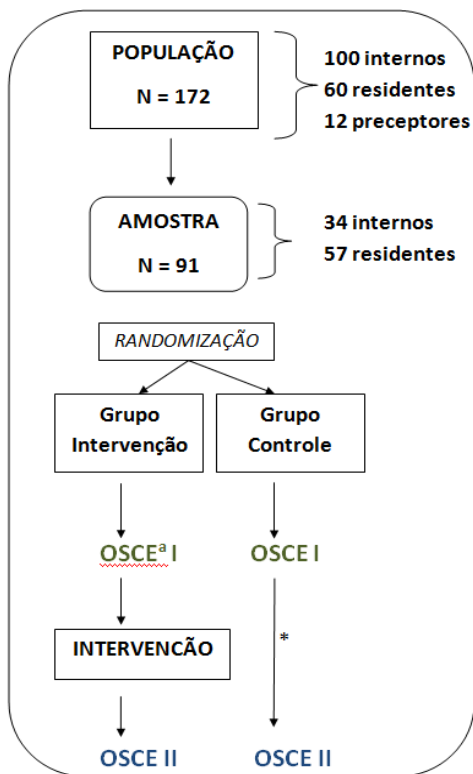 POPULAÇÃO
N = 172
100 internos
60 residentes
12 preceptores
AMOSTRA
N = 91
34 internos
57 residentes
RANDOMIZAÇÃO
Grupo
Intervenção
Grupo
Controle
OSCEª I
OSCE I
INTERVENCÃO
*
OSCE II
OSCE II